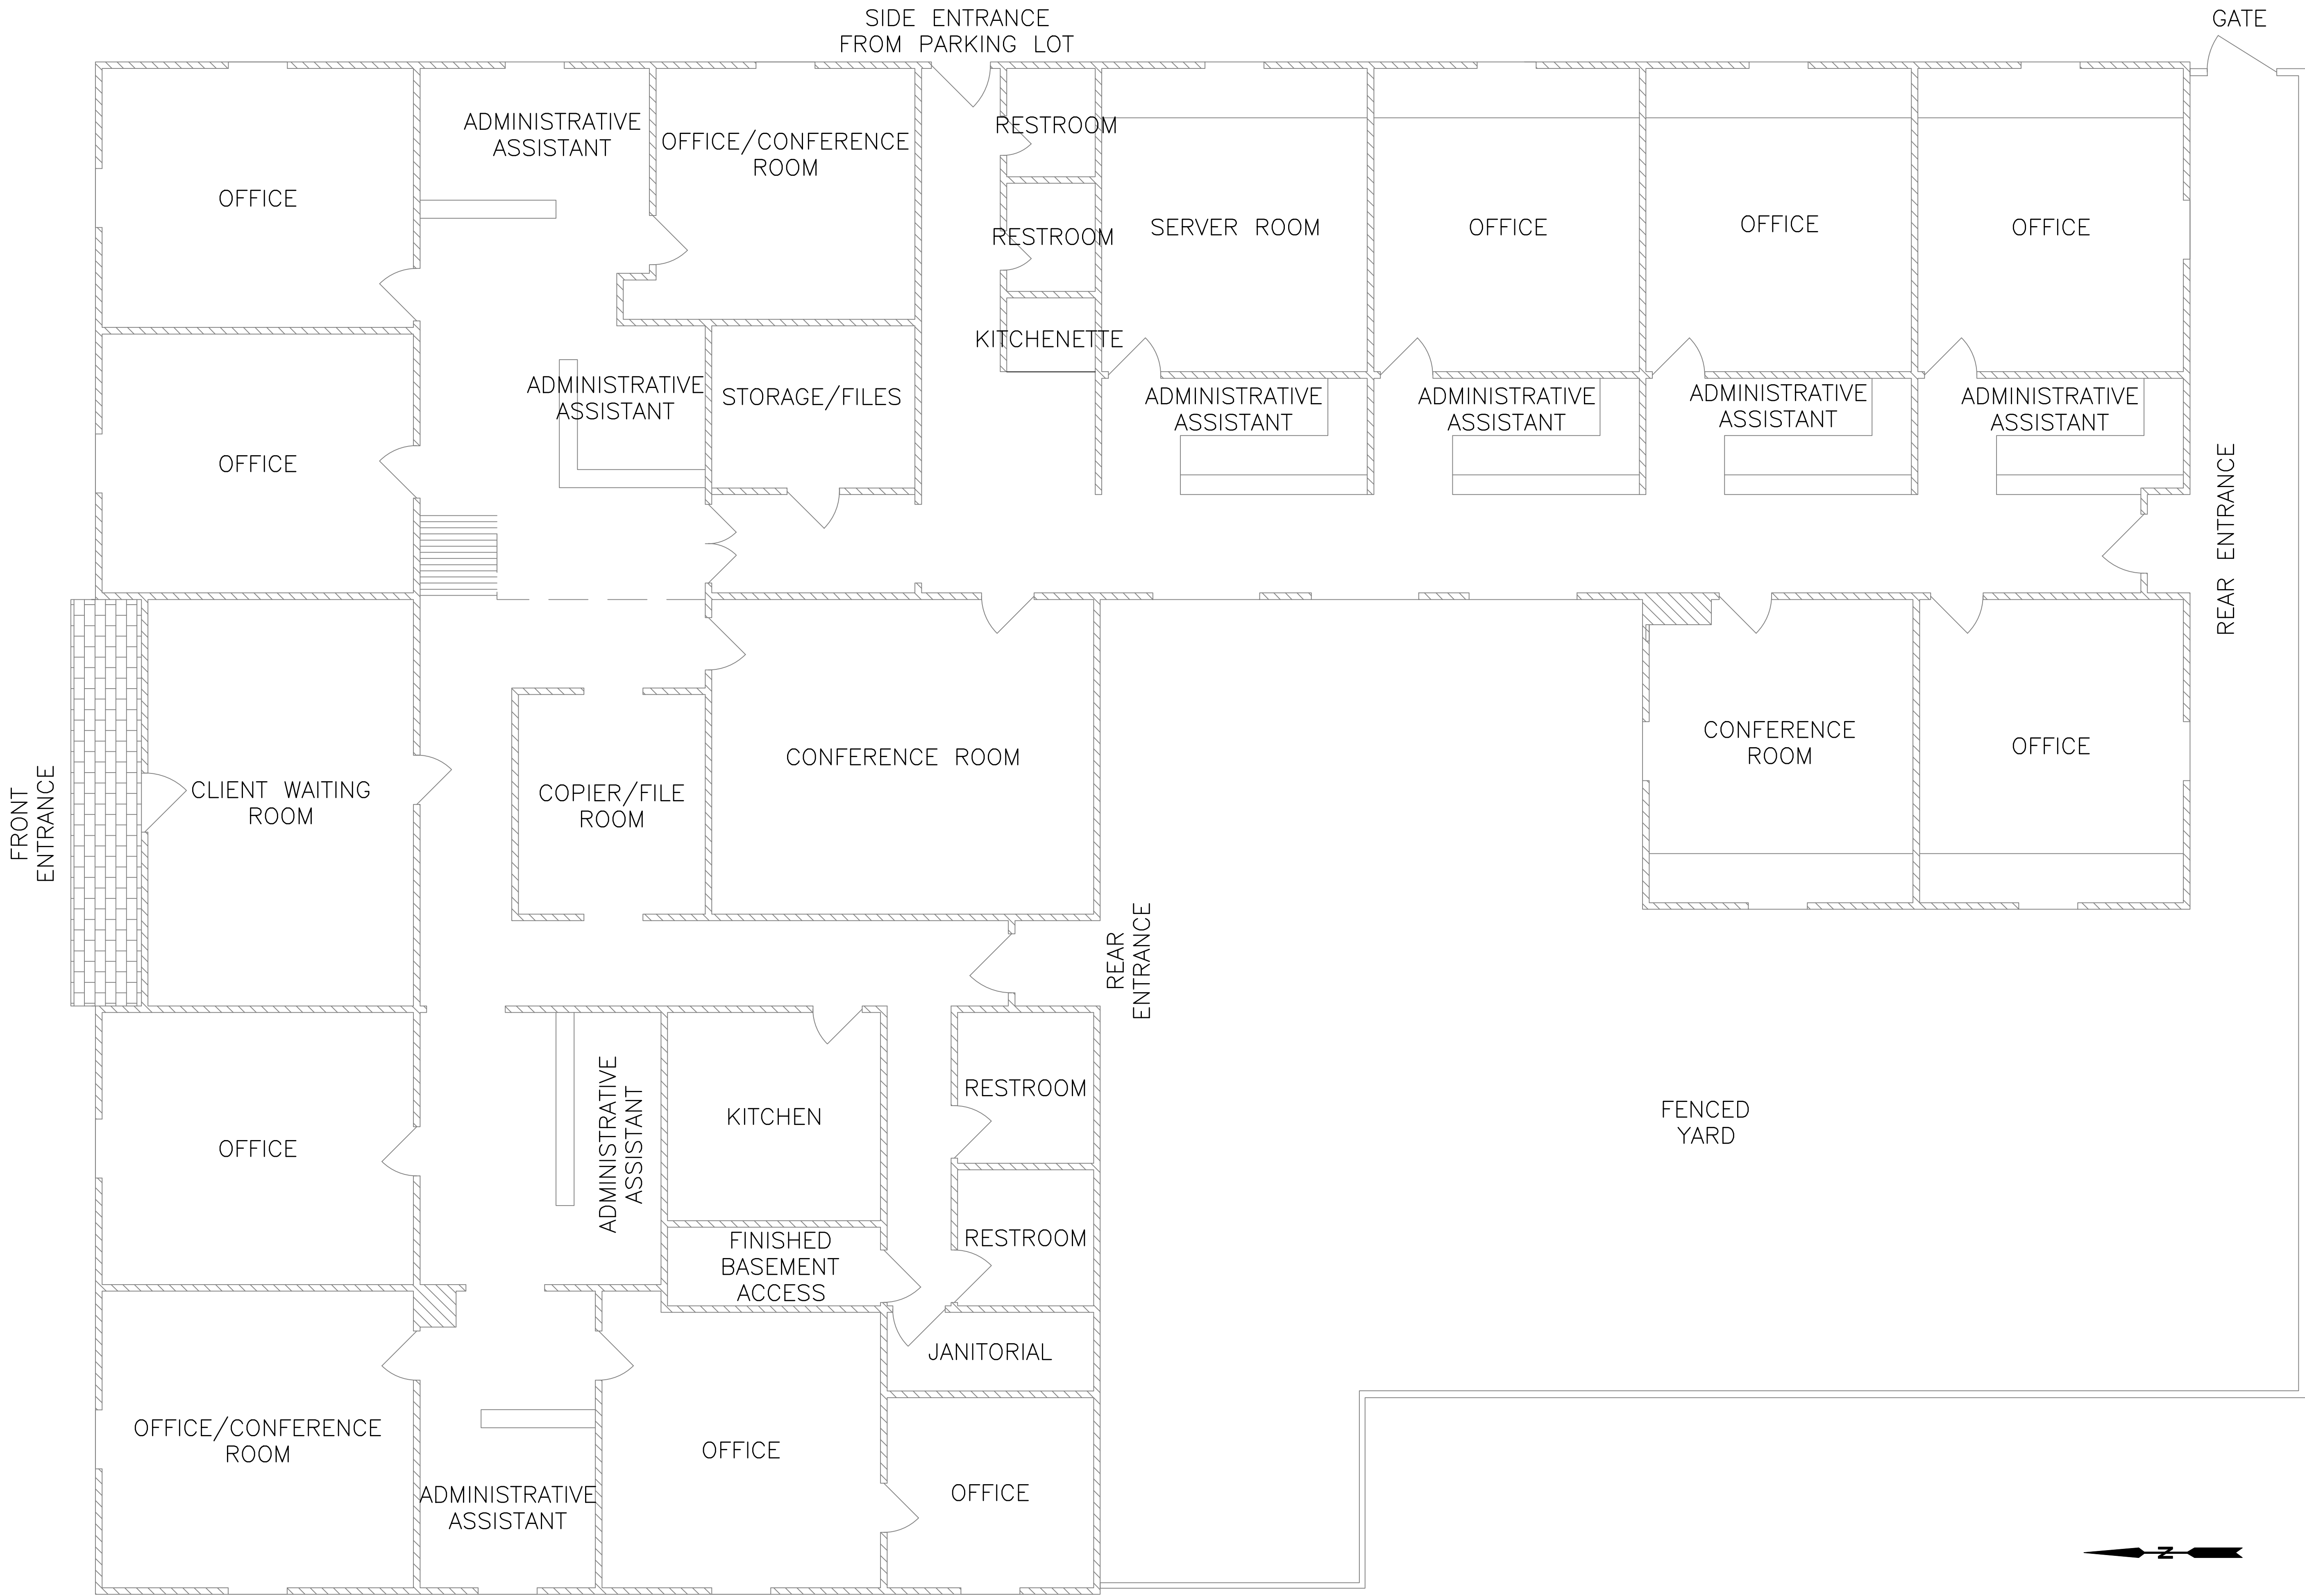 SIDE ENTRANCE
FROM PARKING LOT
GATE
ADMINISTRATIVE
ASSISTANT
OFFICE/CONFERENCE
ROOM
RESTROOM
OFFICE
RESTROOM
SERVER ROOM
OFFICE
OFFICE
OFFICE
KITCHENETTE
ADMINISTRATIVE
ASSISTANT
STORAGE/FILES
ADMINISTRATIVE
ASSISTANT
ADMINISTRATIVE
ASSISTANT
ADMINISTRATIVE
ASSISTANT
ADMINISTRATIVE
ASSISTANT
OFFICE
REAR ENTRANCE
FRONT
ENTRANCE
CLIENT WAITING
ROOM
COPIER/FILE
ROOM
CONFERENCE ROOM
CONFERENCE
ROOM
OFFICE
REAR
ENTRANCE
OFFICE
ADMINISTRATIVE
ASSISTANT
KITCHEN
RESTROOM
FENCED
YARD
FINISHED
BASEMENT
ACCESS
RESTROOM
JANITORIAL
OFFICE/CONFERENCE
ROOM
ADMINISTRATIVE
ASSISTANT
OFFICE
OFFICE
N